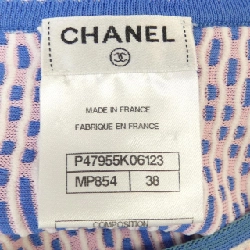 CHANEL
MADE IN FRANCE
FABRIQUE EN FRANCE
P47955K06123
MP854 38
COMPOSITION